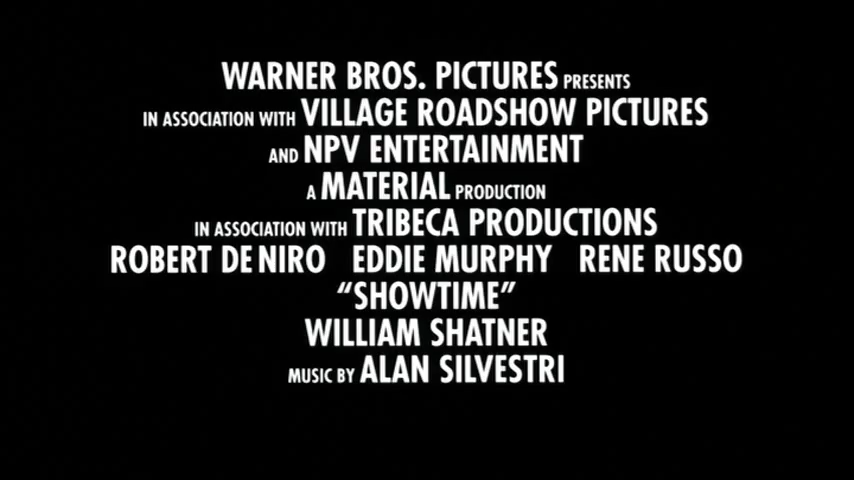 WARNER BROS. PICTURES PRESENTS
IN ASSOCIATION WITH VILLAGE ROADSHOW PICTURES
AND NPV ENTERTAINMENT
A MATERIAL PRODUCTION
IN ASSOCIATION WITH TRIBECA PRODUCTIONS
ROBERT DE NIRO EDDIE MURPHY RENE RUSSO
“SHOWTIME”
WILLIAM SHATNER
MUSIC BY ALAN SILVESTRI